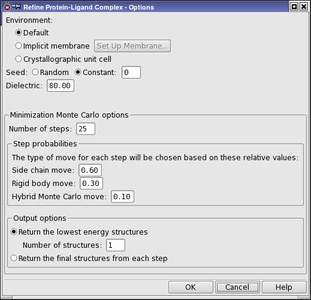 Refine Protein-Ligand Complex - Options
Environment:
Default
Implicit membrane Set Up Membrane...
Crystallographic unit cell
Seed: Random Constant: 0
Dielectric: 80.00
Minimization Monte Carlo options
Number of steps: 25
Step probabilities
The type of move for each step will be chosen based on these relative values:
Side chain move: 0.60
Rigid body move: 0.30
Hybrid Monte Carlo move: 0.10
Output options
Return the lowest energy structures
Number of structures: 1
Return the final structures from each step
OK Cancel Help